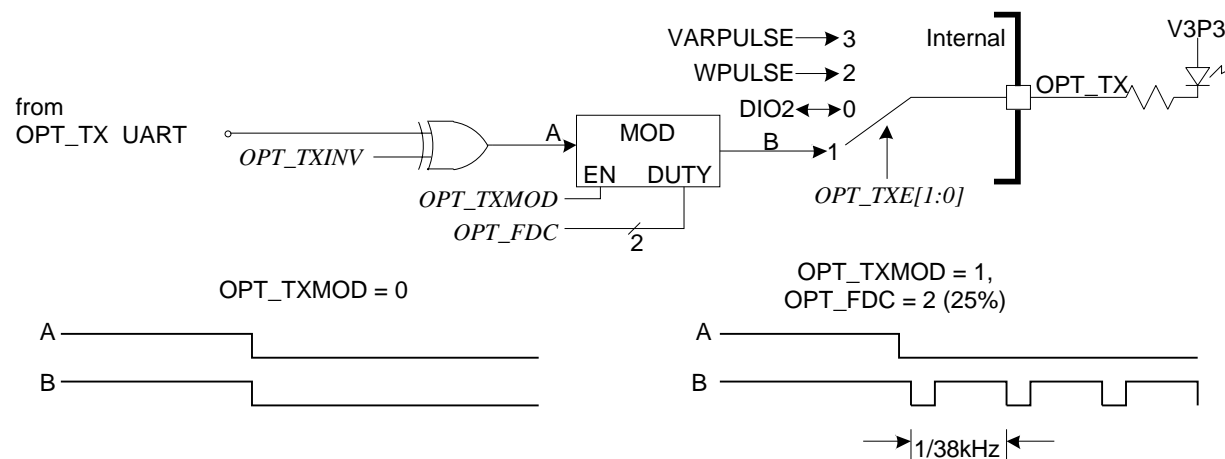 VARPULSE 3
Internal
V3P3
WPULSE 2
OPT_TX
from
OPT_TX UART
DIO2 0
A
MOD
B
1
OPT_TXINV
EN DUTY
OPT_TXMOD
OPT_TXE[1:0]
OPT_FDC
2
OPT_TXMOD = 0
OPT_TXMOD = 1,
OPT_FDC = 2 (25%)
A
B
A
B
1/38kHz